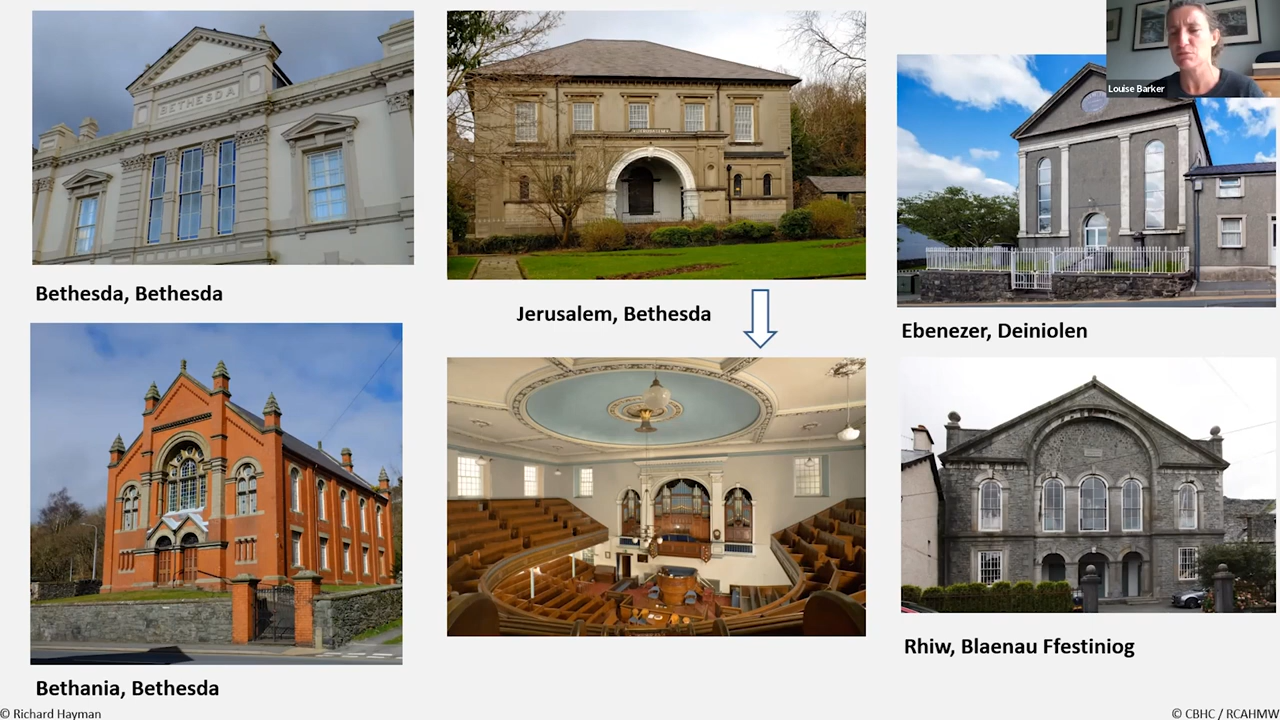 Louise Barker
BETHESDA
Bethesda, Bethesda
Jerusalem, Bethesda
Ebenezer, Deiniolen
Bethania, Bethesda
Rhiw, Blaenau Ffestiniog
© Richard Hayman
© CBHC / RCAHMW